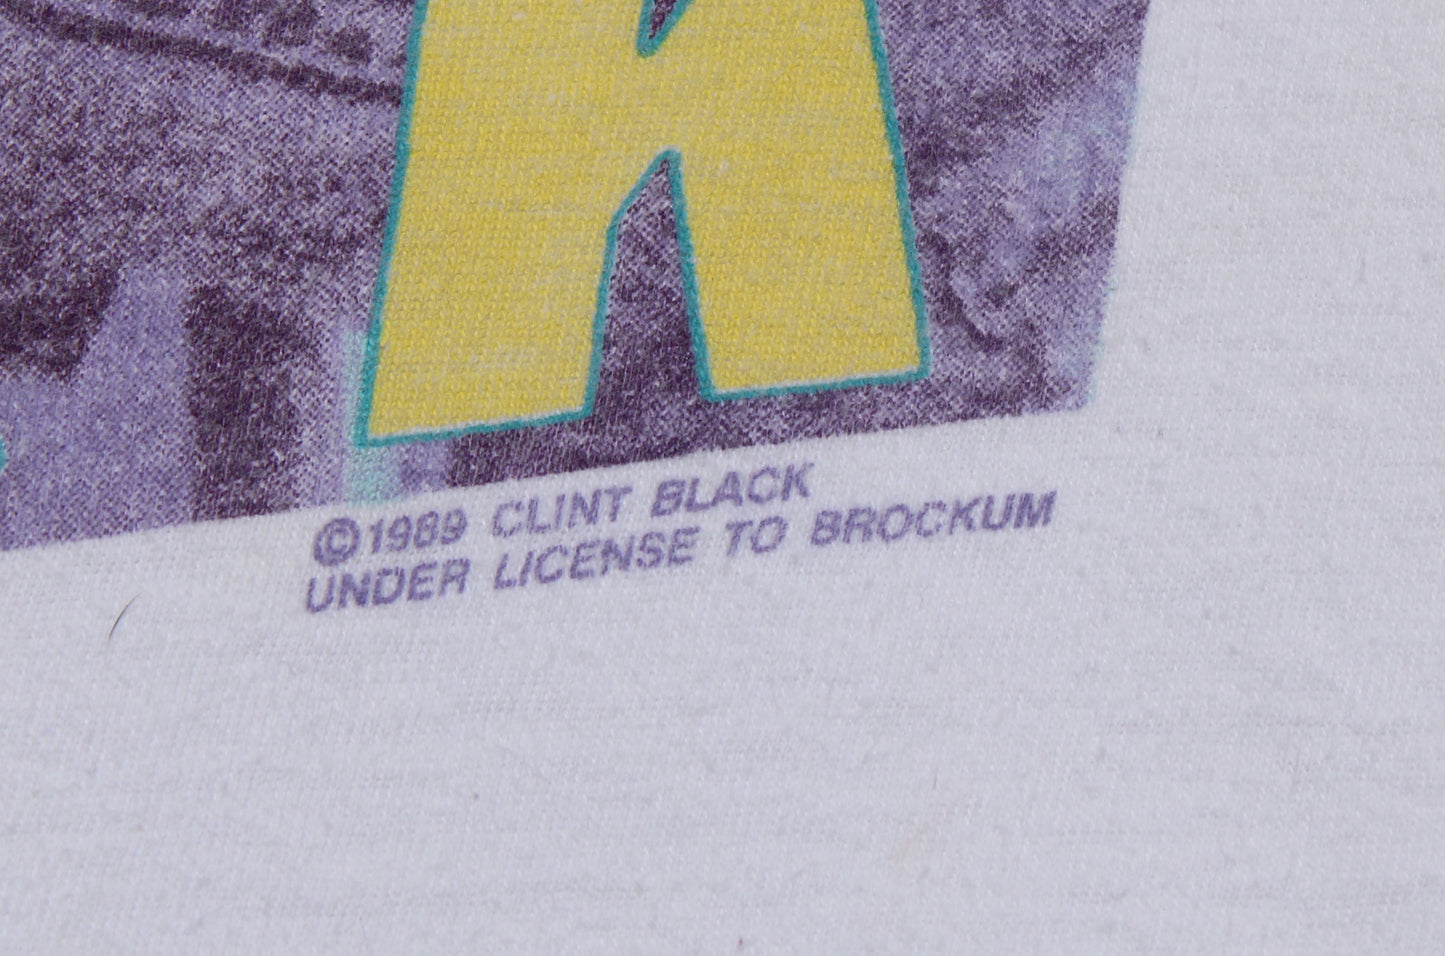 K
©1989 CLINT BLACK
UNDER LICENSE TO BROCKUM